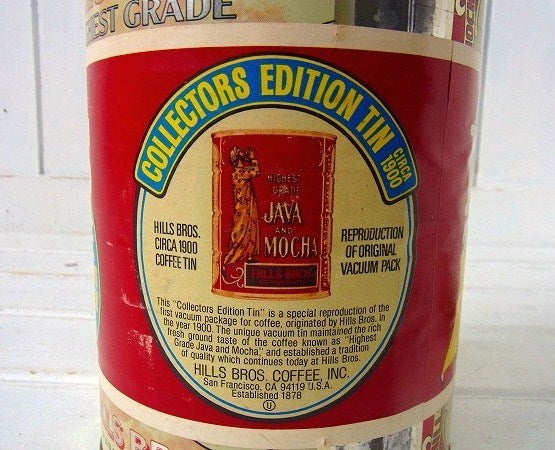 HEST GRADE
COLLECTORS EDITION TIN CIRCA 1900
HIGHEST
GRADE
JAVA
AND
MOCHA
HILLS BROS.
HILLS BROS.
CIRCA 1900
COFFEE TIN
REPRODUCTION
OF ORIGINAL
VACUUM PACK
This "Collectors Edition Tin" is a special reproduction of the
first vacuum package for coffee, originated by Hills Bros. in
the year 1900. The unique vacuum tin maintained the rich
fresh ground taste of the coffee known as "Highest
Grade Java and Mocha," and established a tradition
of quality which continues today at Hills Bros.
HILLS BROS. COFFEE, INC.
San Francisco, CA 94119 U.S.A.
Established 1878
U